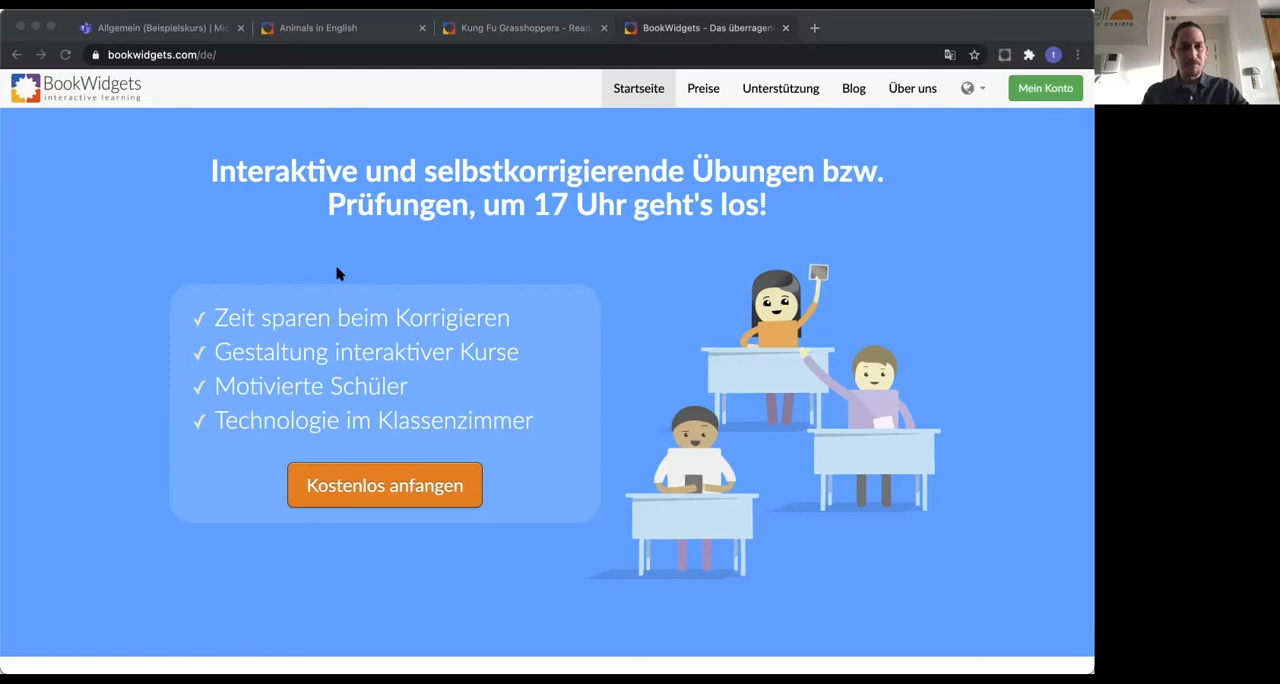 Allgemein (Beispielskurs) | Mi
Animals in English
Kung Fu Grasshoppers - Read
BookWidgets - Das überragen
bookwidgets.com/de/
t
BookWidgets
interactive learning
Startseite
Preise
Unterstützung
Blog
Über uns
Mein Konto
Interaktive und selbstkorrigierende Übungen bzw.
Prüfungen, um 17 Uhr geht's los!
✓ Zeit sparen beim Korrigieren
✓ Gestaltung interaktiver Kurse
✓ Motivierte Schüler
✓ Technologie im Klassenzimmer
Kostenlos anfangen